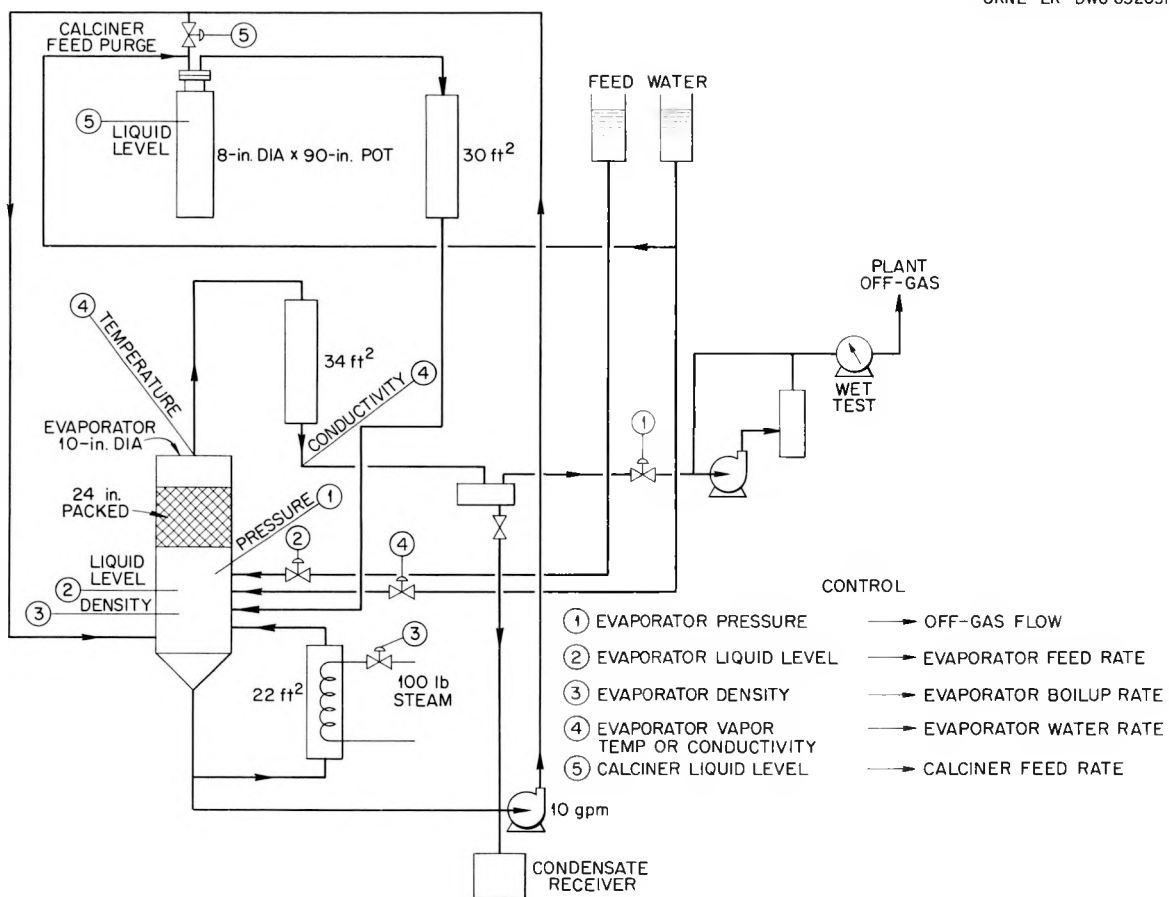 CALCINER
FEED PURGE
5
5
LIQUID
LEVEL
8-in. DIA x 90-in. POT
30 ft²
FEED WATER
PLANT
OFF-GAS
WET
TEST
4
TEMPERATURE
34 ft²
CONDUCTIVITY
4
1
EVAPORATOR
10-in. DIA
24 in.
PACKED
PRESSURE
1
2
4
LIQUID
LEVEL
2
DENSITY
3
3
22 ft²
100 lb
STEAM
10 gpm
CONDENSATE
RECEIVER
CONTROL
1 EVAPORATOR PRESSURE → OFF-GAS FLOW
2 EVAPORATOR LIQUID LEVEL → EVAPORATOR FEED RATE
3 EVAPORATOR DENSITY → EVAPORATOR BOILUP RATE
4 EVAPORATOR VAPOR → EVAPORATOR WATER RATE
TEMP OR CONDUCTIVITY
5 CALCINER LIQUID LEVEL → CALCINER FEED RATE